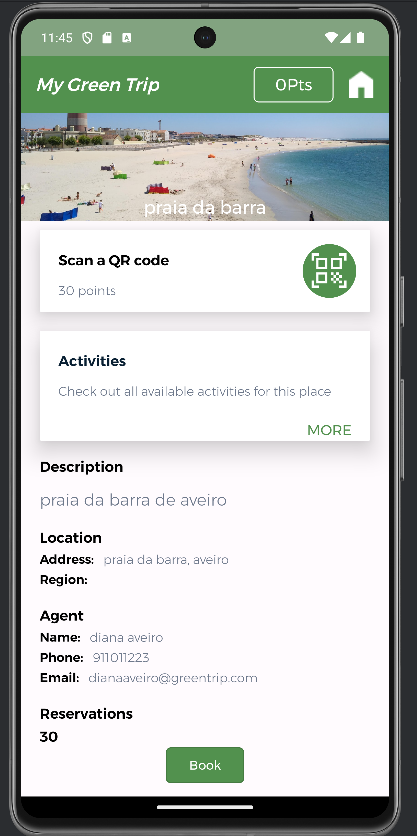 11:45 A
My Green Trip
0Pts
praia da barra
Scan a QR code
30 points
Activities
Check out all available activities for this place
MORE
Description
praia da barra de aveiro
Location
Address: praia da barra, aveiro
Region:
Agent
Name: diana aveiro
Phone: 911011223
Email: dianaaveiro@greentrip.com
Reservations
30
Book